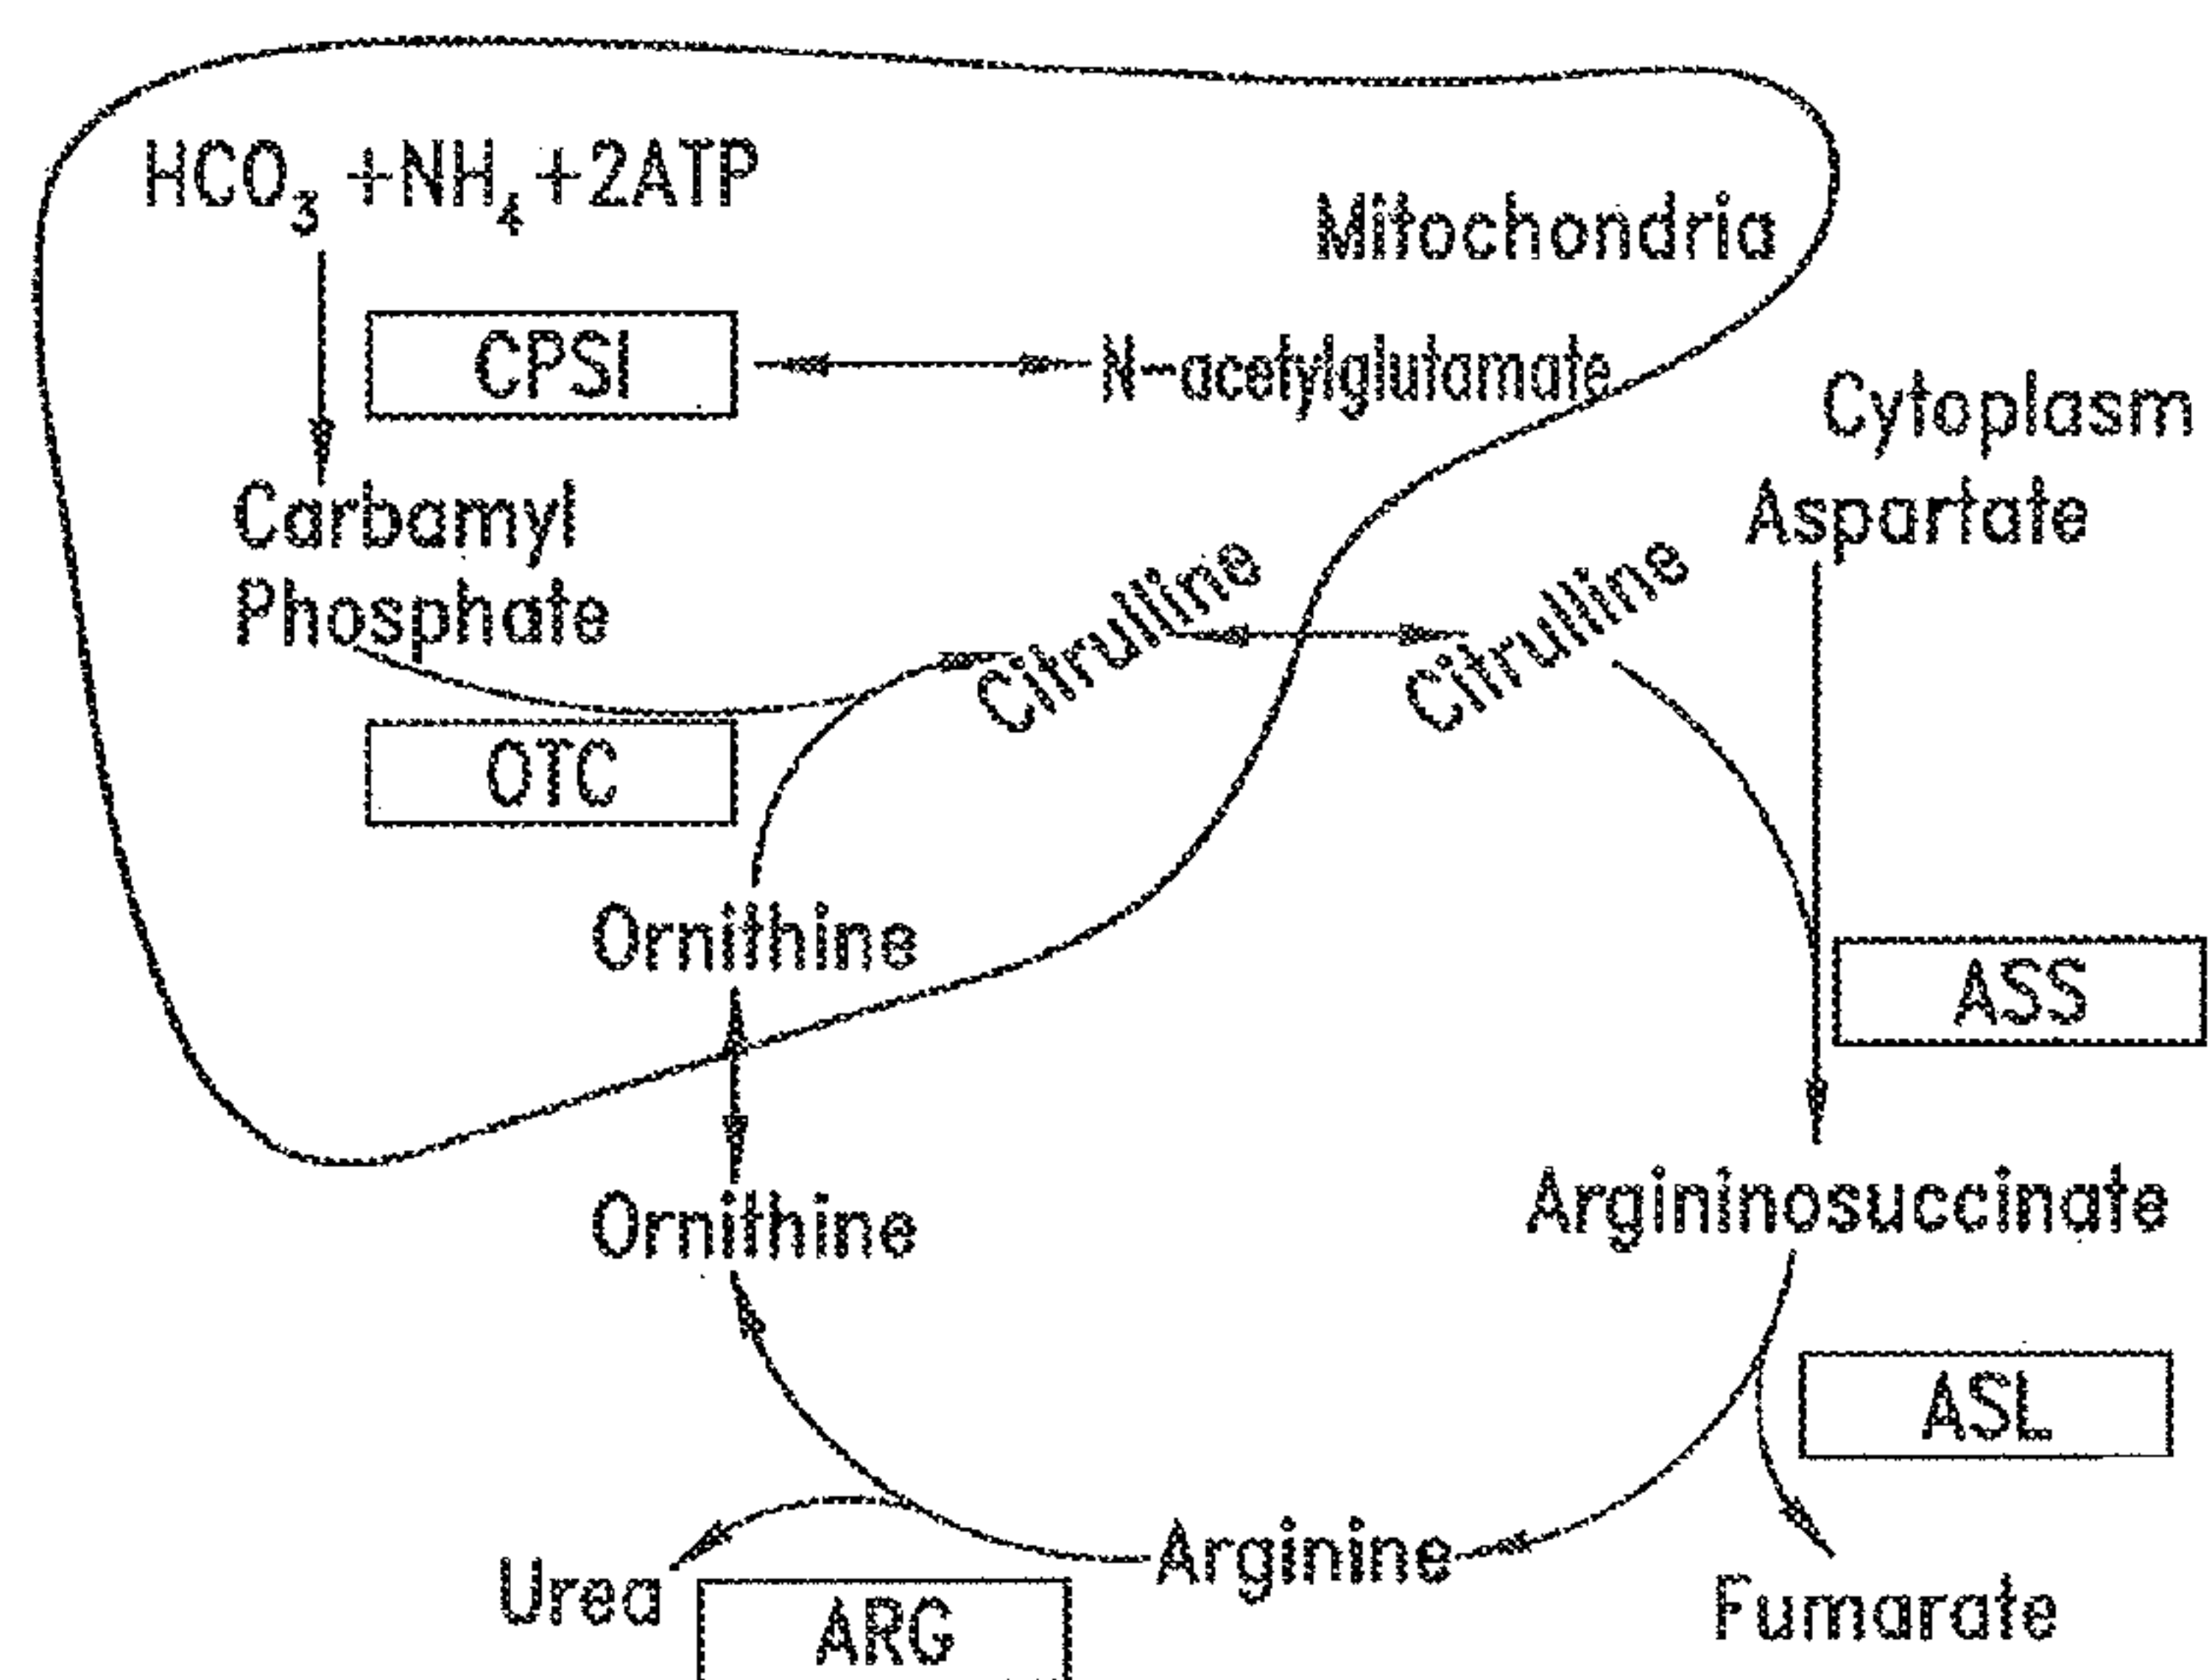 HCO₃ +NH₄ +2ATP
Mitochondria
CPSI
N-acetylglutamate
Cytoplasm
Carbamyl
Phosphate
Aspartate
Citrulline
Citrulline
OTC
Ornithine
ASS
Ornithine
Argininosuccinate
ASL
Arginine
Urea
ARG
Fumarate